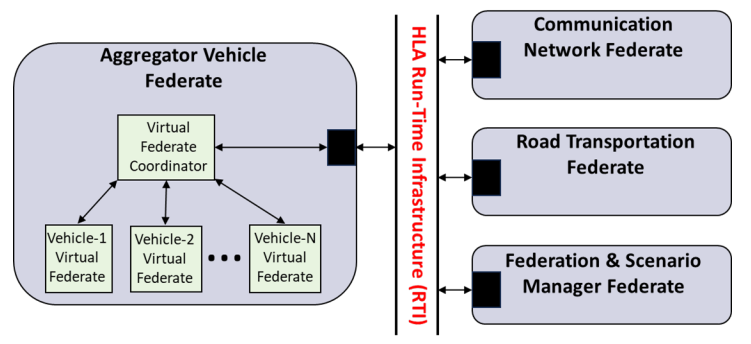 Aggregator Vehicle
Federate
Virtual
Federate
Coordinator
Vehicle-1
Virtual
Federate
Vehicle-2
Virtual
Federate
Vehicle-N
Virtual
Federate
HLA Run-Time Infrastructure (RTI)
Communication
Network Federate
Road Transportation
Federate
Federation & Scenario
Manager Federate